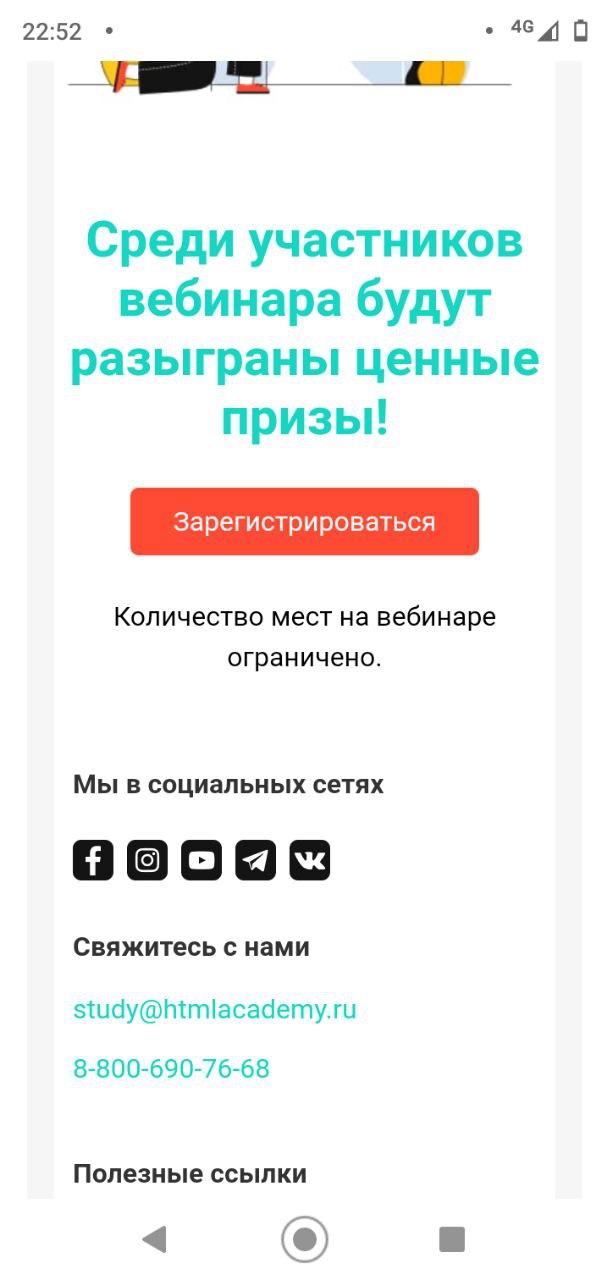 22:52
4G
Среди участников
вебинара будут
разыграны ценные
призы!
Зарегистрироваться
Количество мест на вебинаре
ограничено.
Мы в социальных сетях
Свяжитесь с нами
study@htmlacademy.ru
8-800-690-76-68
Полезные ссылки